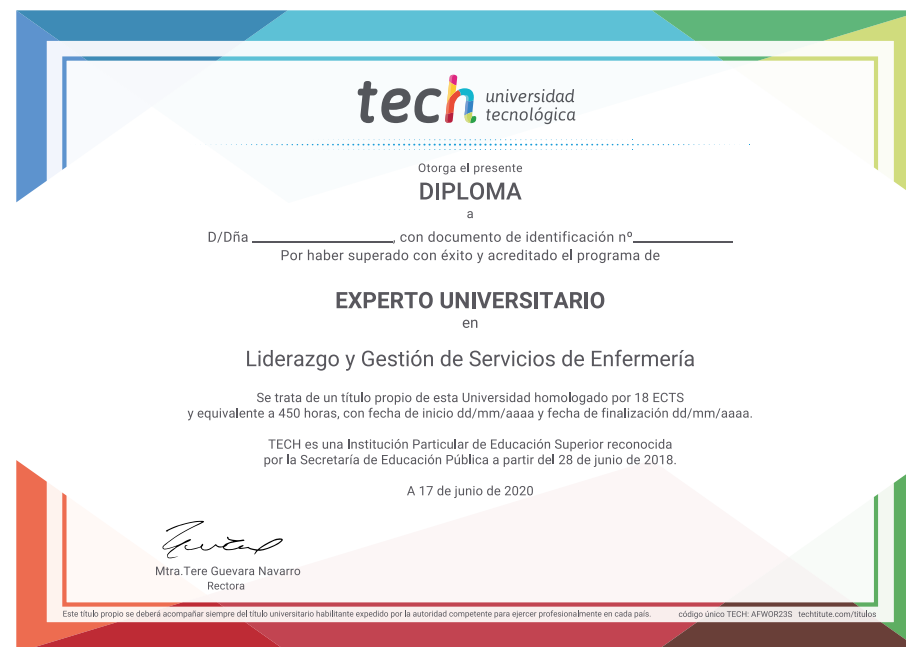 tech universidad
tecnológica
Otorga el presente
DIPLOMA
a
D/Dña ____________________, con documento de identificación nº______________
Por haber superado con éxito y acreditado el programa de
EXPERTO UNIVERSITARIO
en
Liderazgo y Gestión de Servicios de Enfermería
Se trata de un título propio de esta Universidad homologado por 18 ECTS
y equivalente a 450 horas, con fecha de inicio dd/mm/aaaa y fecha de finalización dd/mm/aaaa.
TECH es una Institución Particular de Educación Superior reconocida
por la Secretaría de Educación Pública a partir del 28 de junio de 2018.
A 17 de junio de 2020
Mtra.Tere Guevara Navarro
Rectora
Este título propio se deberá acompañar siempre del título universitario habilitante expedido por la autoridad competente para ejercer profesionalmente en cada país. código único TECH: AFWOR23S techtitute.com/titulos